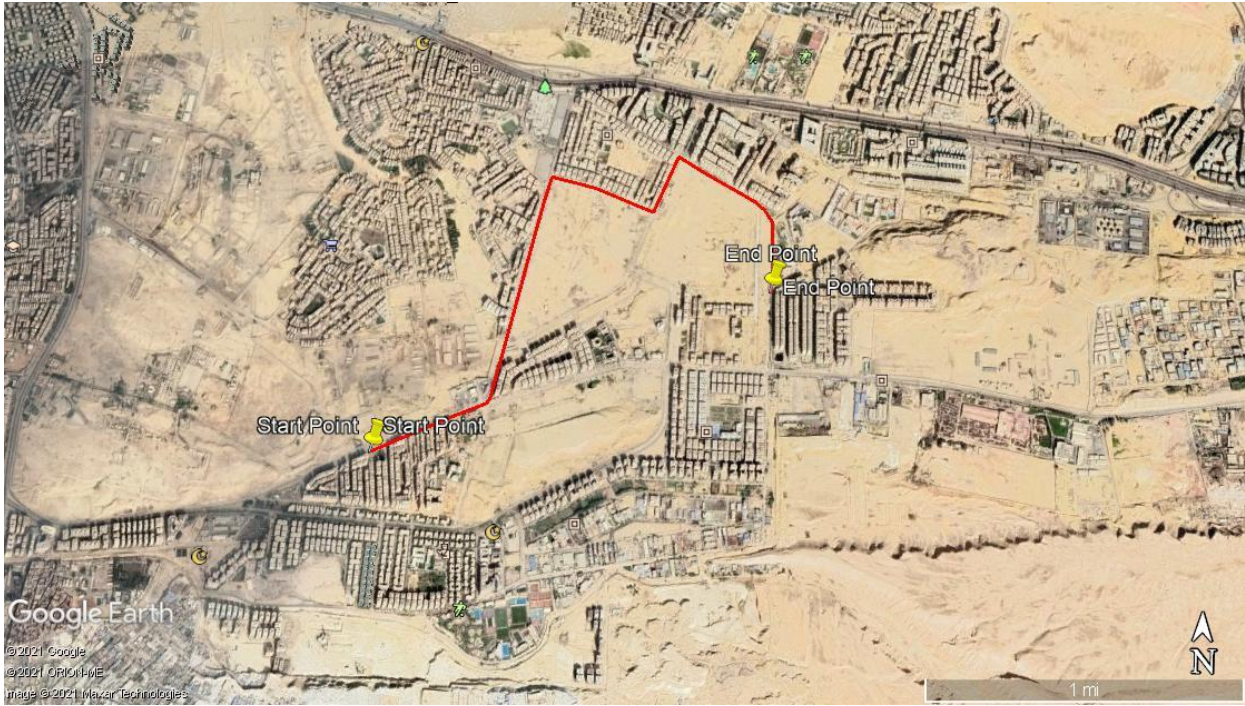 End Point
End Point
Start Point
Start Point
Google Earth
© 2021 Google
© 2021 ORION-ME
mage © 2021 Maxar Technologies
N
1 mi